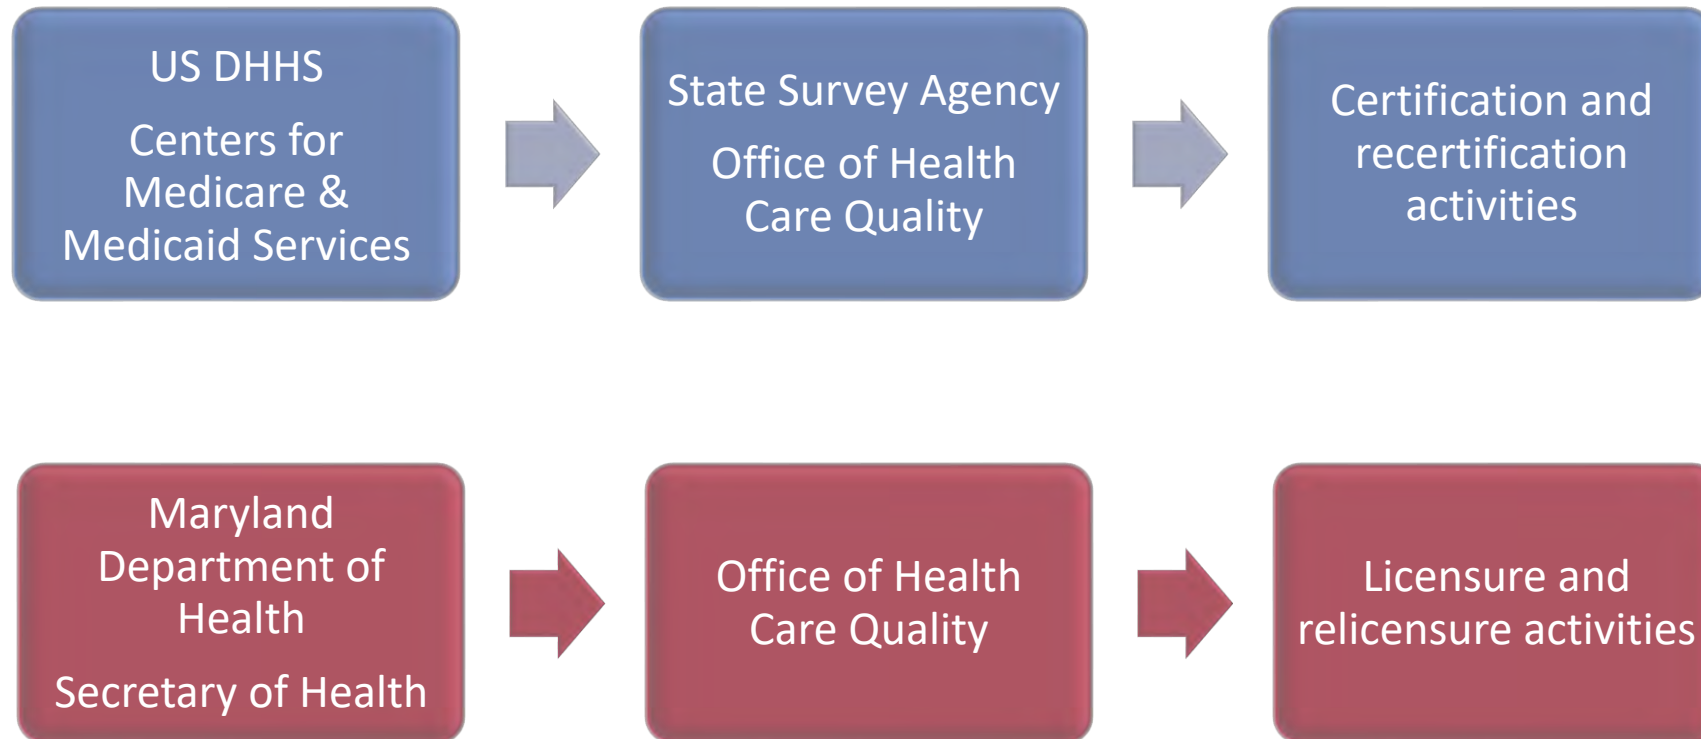 US DHHS
Centers for
Medicare &
Medicaid Services
State Survey Agency
Office of Health
Care Quality
Certification and
recertification
activities
Maryland
Department of
Health
Secretary of Health
Office of Health
Care Quality
Licensure and
relicensure activities